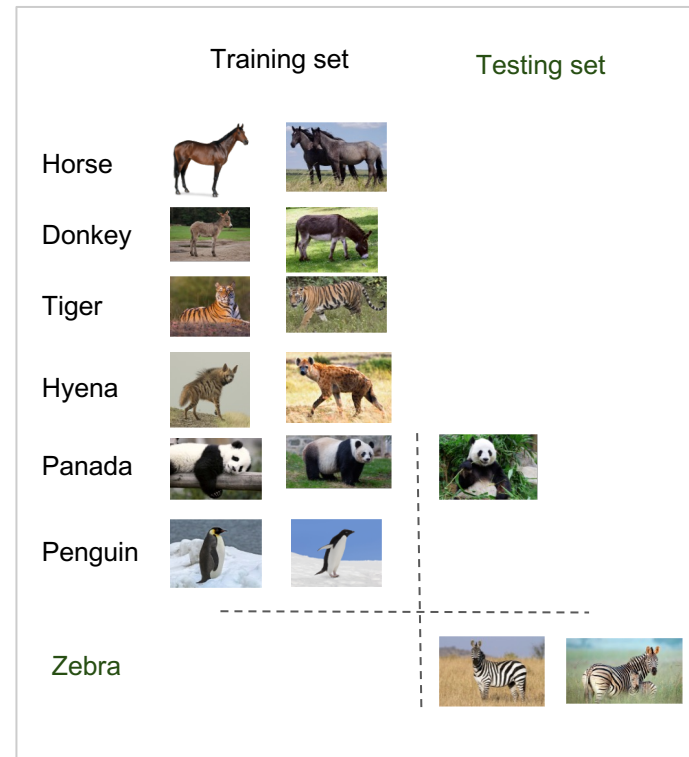 Training set
Testing set
Horse
Donkey
Tiger
Hyena
Panada
Penguin
Zebra